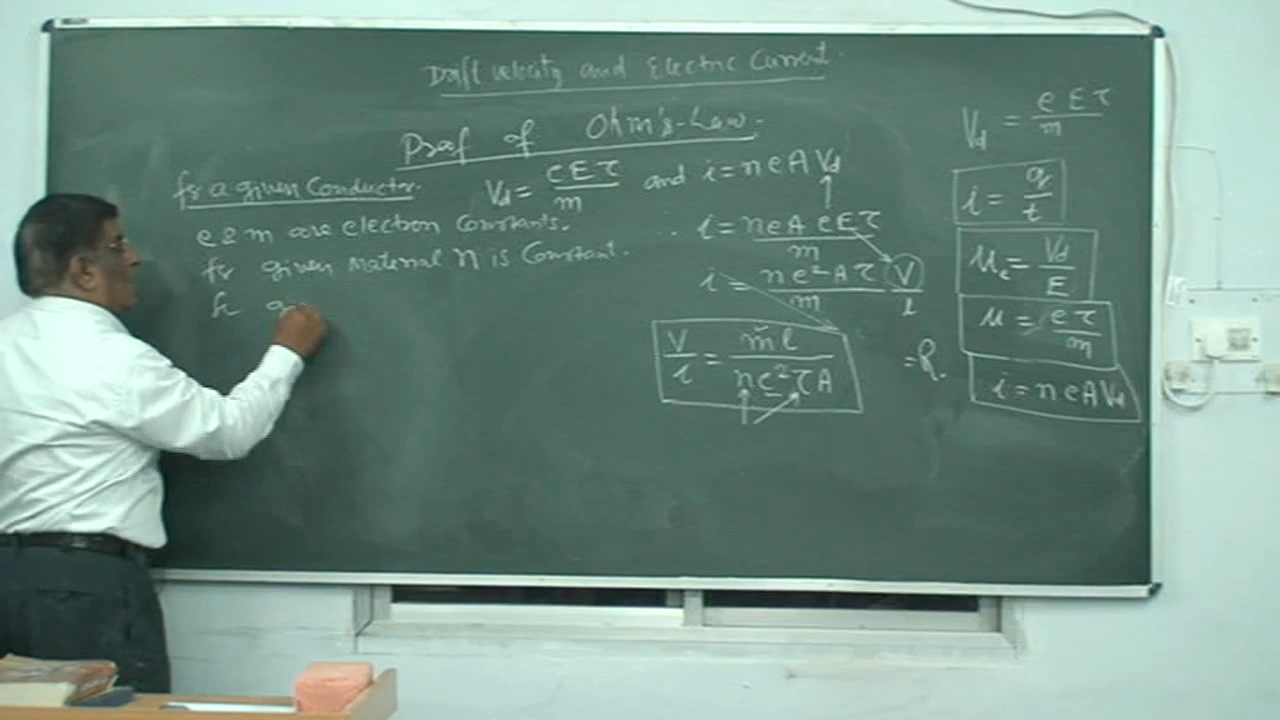 Drift velocity and Electric Current.
Proof of Ohm's-Law.
for a given Conductor.
Vd = eEτ/m and i = neAVd
e & m are electron Constants.
∴ i = neA eEτ/m
for given Material n is Constant.
i = ne²Aτ/m V/l
V/i = ml/ne²τA = R.
Vd = eEτ/m
i = q/t
μe = Vd/E
μ = eτ/m
i = neAVd